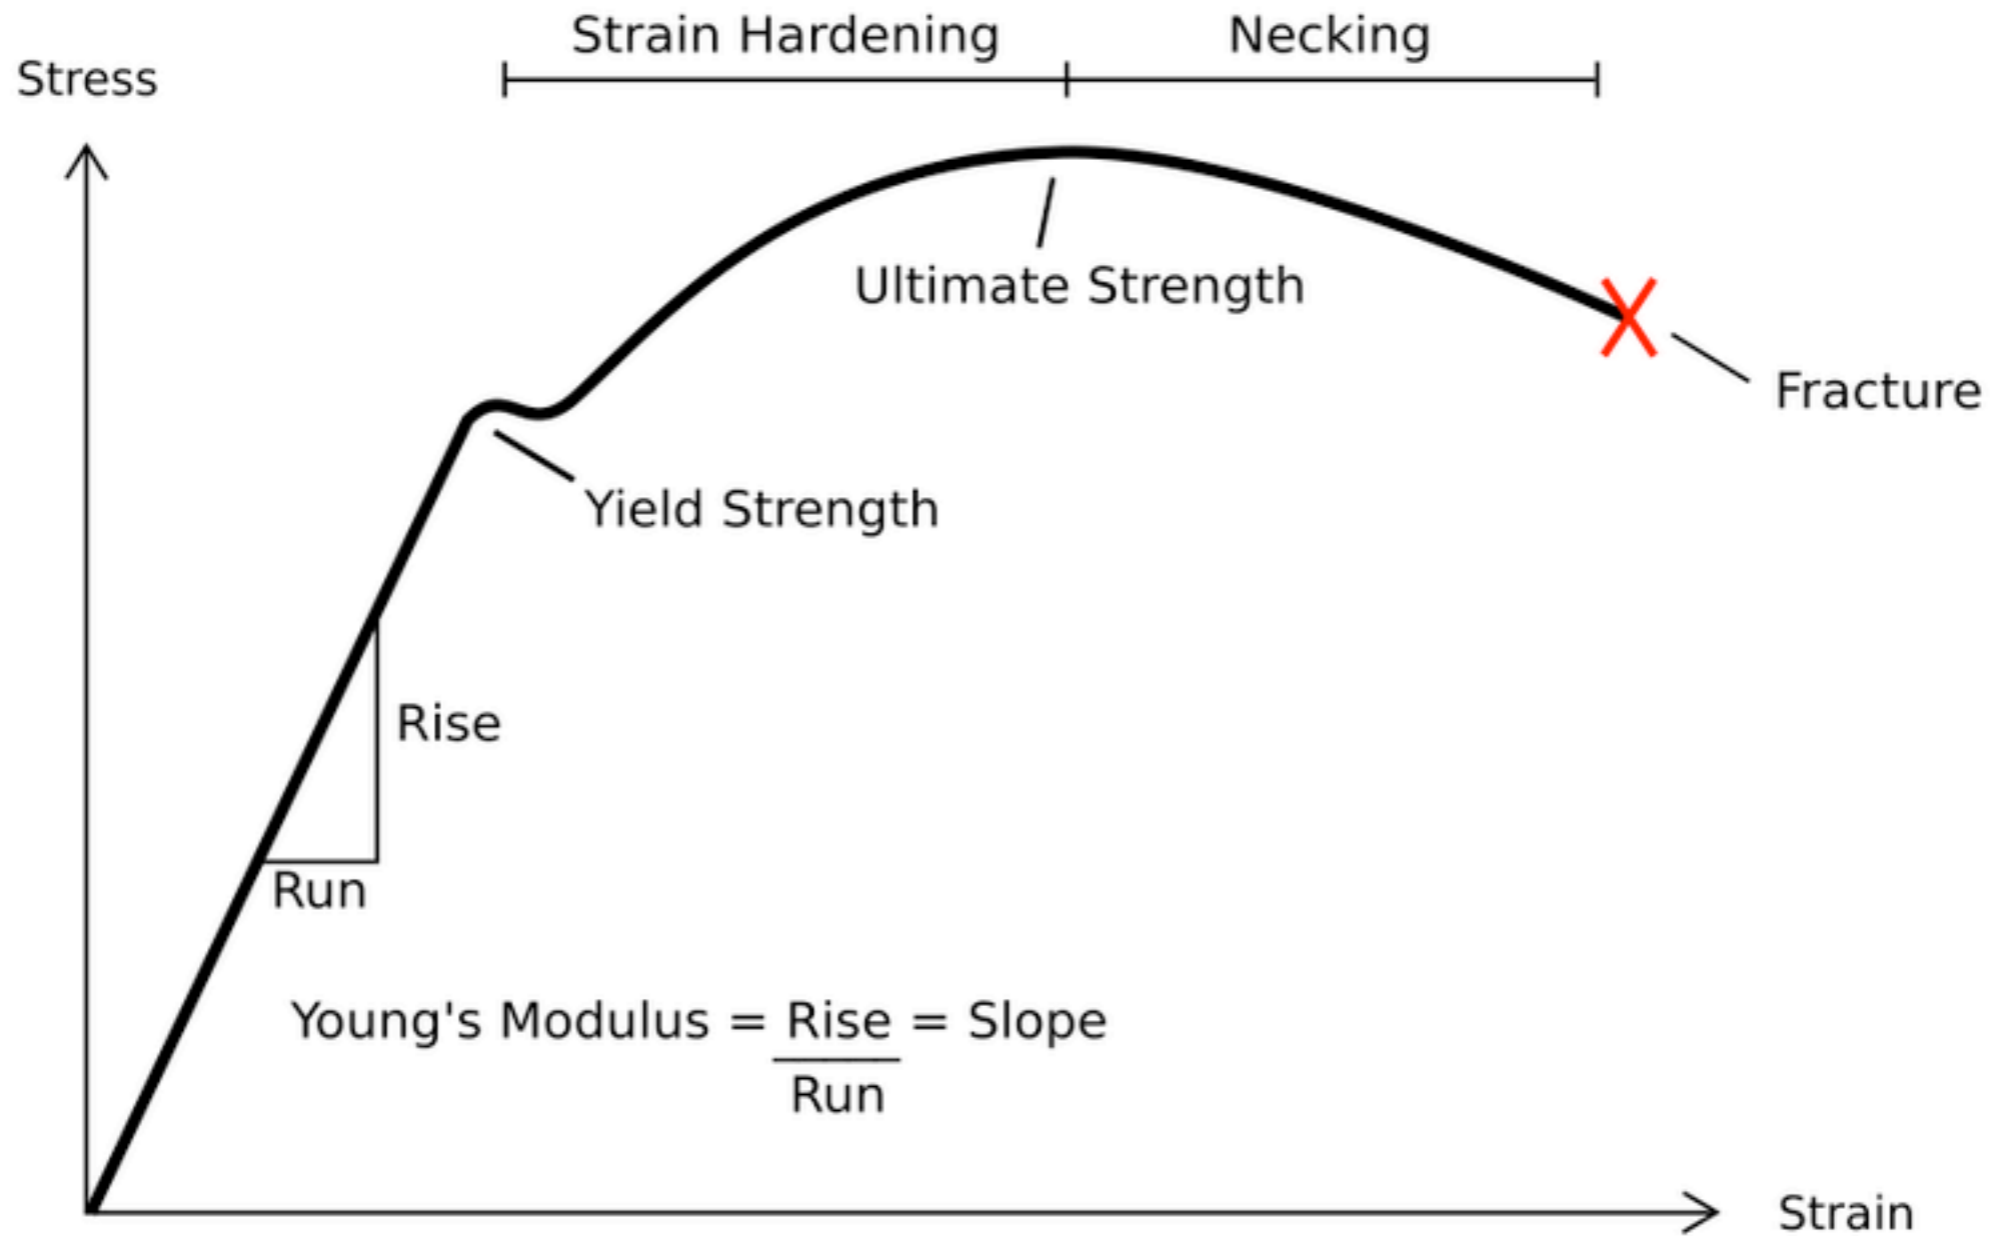 Strain Hardening
Necking
Stress
Ultimate Strength
Fracture
Yield Strength
Rise
Run
Young's Modulus = Rise = Slope
Run
Strain